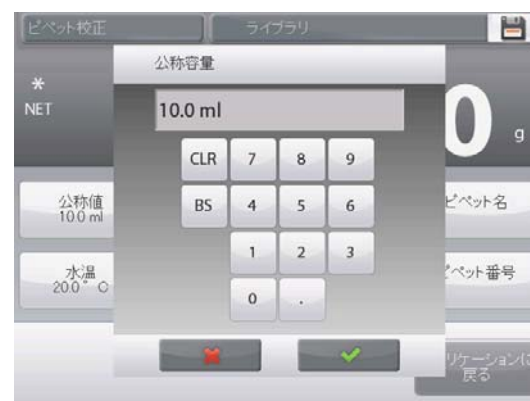 ピペット校正 ライブラリ
公称容量
*
NET
10.0 ml
0 g
CLR 7 8 9
BS 4 5 6
1 2 3
0 .
公称値
10.0 ml
ピペット名
水温
20.0° C
ピペット番号
リケーションに
戻る